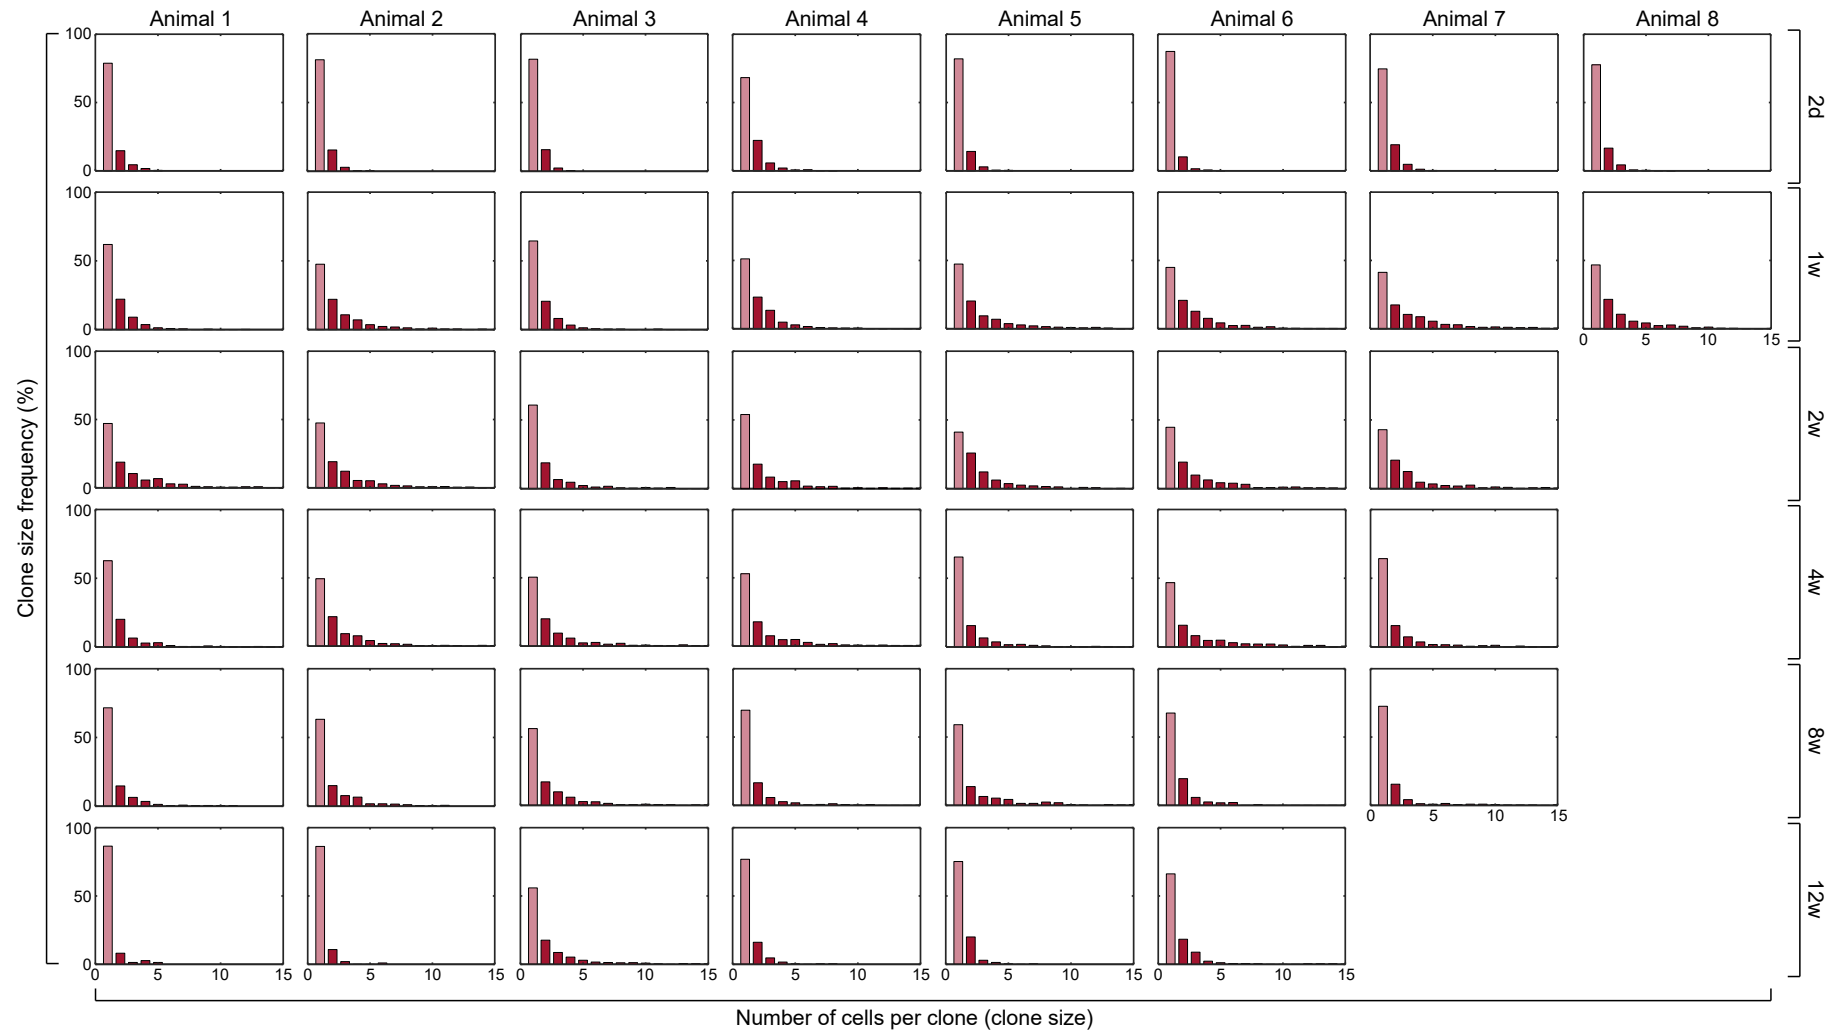 Animal 1 Animal 2 Animal 3 Animal 4 Animal 5 Animal 6 Animal 7 Animal 8
100
50
0
2d
100
50
0
1w
0 5 10 15
100
50
0
2w
100
50
0
4w
100
50
0
8w
0 5 10 15
100
50
12w
0
0 5 10 15 0 5 10 15 0 5 10 15 0 5 10 15 0 5 10 15 0 5 10 15
Clone size frequency (%)
Number of cells per clone (clone size)